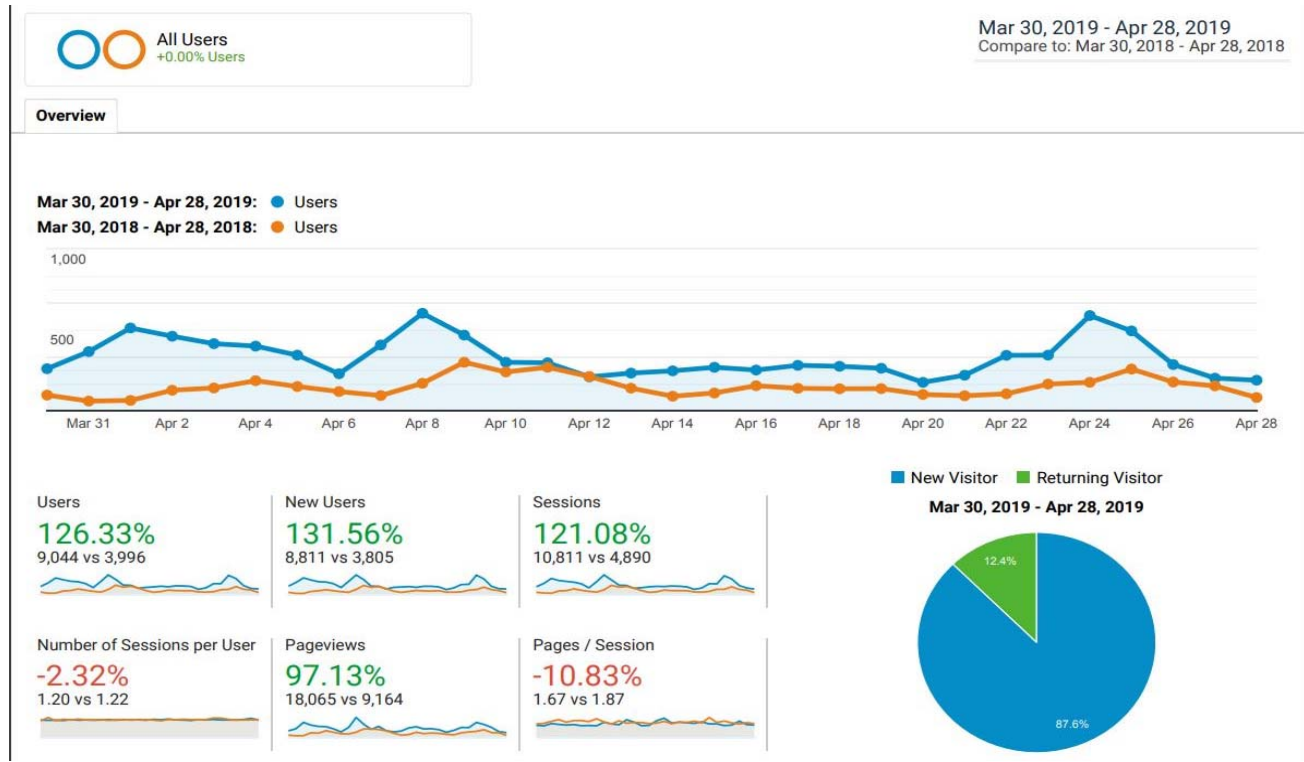 All Users
+0.00% Users
Mar 30, 2019 - Apr 28, 2019
Compare to: Mar 30, 2018 - Apr 28, 2018
Overview
Mar 30, 2019 - Apr 28, 2019: Users
Mar 30, 2018 - Apr 28, 2018: Users
1,000
500
Mar 31 Apr 2 Apr 4 Apr 6 Apr 8 Apr 10 Apr 12 Apr 14 Apr 16 Apr 18 Apr 20 Apr 22 Apr 24 Apr 26 Apr 28
Users
126.33%
9,044 vs 3,996
New Users
131.56%
8,811 vs 3,805
Sessions
121.08%
10,811 vs 4,890
Number of Sessions per User
-2.32%
1.20 vs 1.22
Pageviews
97.13%
18,065 vs 9,164
Pages / Session
-10.83%
1.67 vs 1.87
New Visitor Returning Visitor
Mar 30, 2019 - Apr 28, 2019
12.4%
87.6%